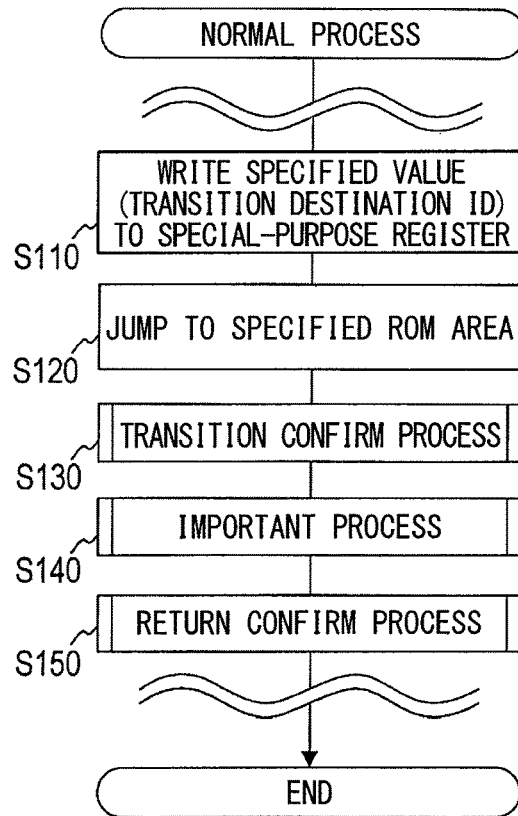 NORMAL PROCESS
WRITE SPECIFIED VALUE
(TRANSITION DESTINATION ID)
TO SPECIAL-PURPOSE REGISTER
S110
JUMP TO SPECIFIED ROM AREA
S120
TRANSITION CONFIRM PROCESS
S130
IMPORTANT PROCESS
S140
RETURN CONFIRM PROCESS
S150
END